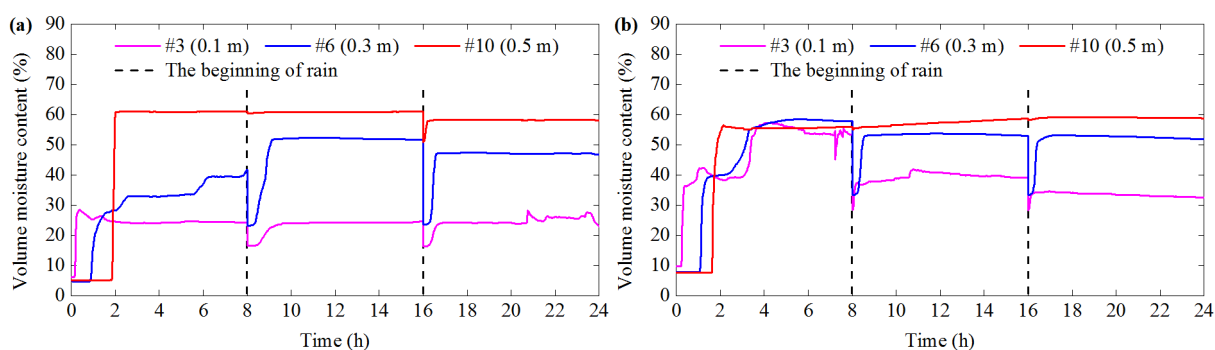 (a)
Volume moisture content (%)
90
80
70
60
50
40
30
20
10
0
#3 (0.1 m) #6 (0.3 m) #10 (0.5 m)
The beginning of rain
0 2 4 6 8 10 12 14 16 18 20 22 24
Time (h)
(b)
Volume moisture content (%)
90
80
70
60
50
40
30
20
10
0
#3 (0.1 m) #6 (0.3 m) #10 (0.5 m)
The beginning of rain
0 2 4 6 8 10 12 14 16 18 20 22 24
Time (h)